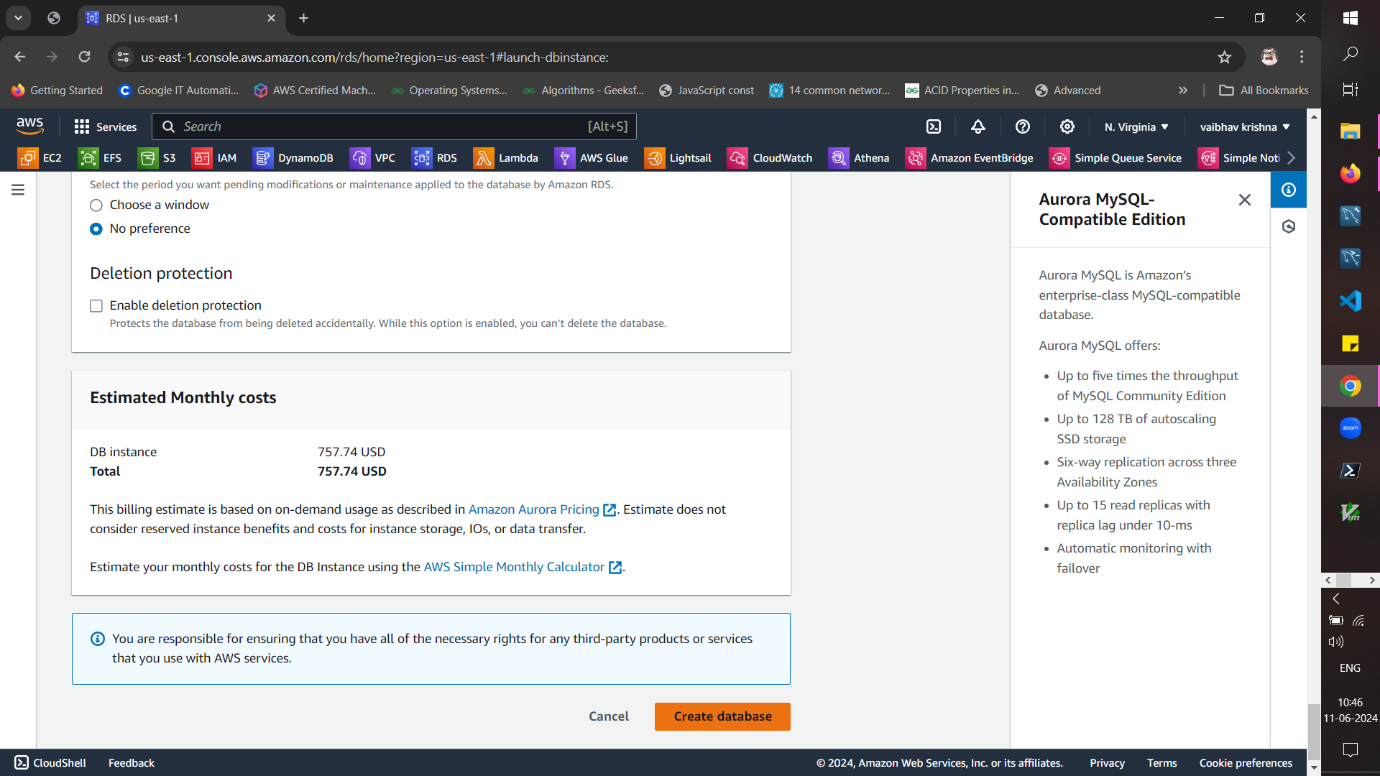 RDS | us-east-1
us-east-1.console.aws.amazon.com/rds/home?region=us-east-1#launch-dbinstance:
Getting Started
Google IT Automati...
AWS Certified Mach...
Operating Systems...
Algorithms - Geeksf...
JavaScript const
14 common networ...
ACID Properties in...
Advanced
»
All Bookmarks
aws
Services
Search
[Alt+S]
N. Virginia
vaibhav krishna
EC2
EFS
S3
IAM
DynamoDB
VPC
RDS
Lambda
AWS Glue
Lightsail
CloudWatch
Athena
Amazon EventBridge
Simple Queue Service
Simple Noti
Select the period you want pending modifications or maintenance applied to the database by Amazon RDS.
Choose a window
No preference
Deletion protection
Enable deletion protection
Protects the database from being deleted accidentally. While this option is enabled, you can't delete the database.
Estimated Monthly costs
DB instance 757.74 USD
Total 757.74 USD
This billing estimate is based on on-demand usage as described in Amazon Aurora Pricing. Estimate does not
consider reserved instance benefits and costs for instance storage, IOs, or data transfer.
Estimate your monthly costs for the DB Instance using the AWS Simple Monthly Calculator.
You are responsible for ensuring that you have all of the necessary rights for any third-party products or services
that you use with AWS services.
Cancel
Create database
Aurora MySQL-
Compatible Edition
Aurora MySQL is Amazon's
enterprise-class MySQL-compatible
database.
Aurora MySQL offers:
• Up to five times the throughput
of MySQL Community Edition
• Up to 128 TB of autoscaling
SSD storage
• Six-way replication across three
Availability Zones
• Up to 15 read replicas with
replica lag under 10-ms
• Automatic monitoring with
failover
CloudShell
Feedback
© 2024, Amazon Web Services, Inc. or its affiliates.
Privacy
Terms
Cookie preferences
zoom
Vim
ENG
10:46
11-06-2024